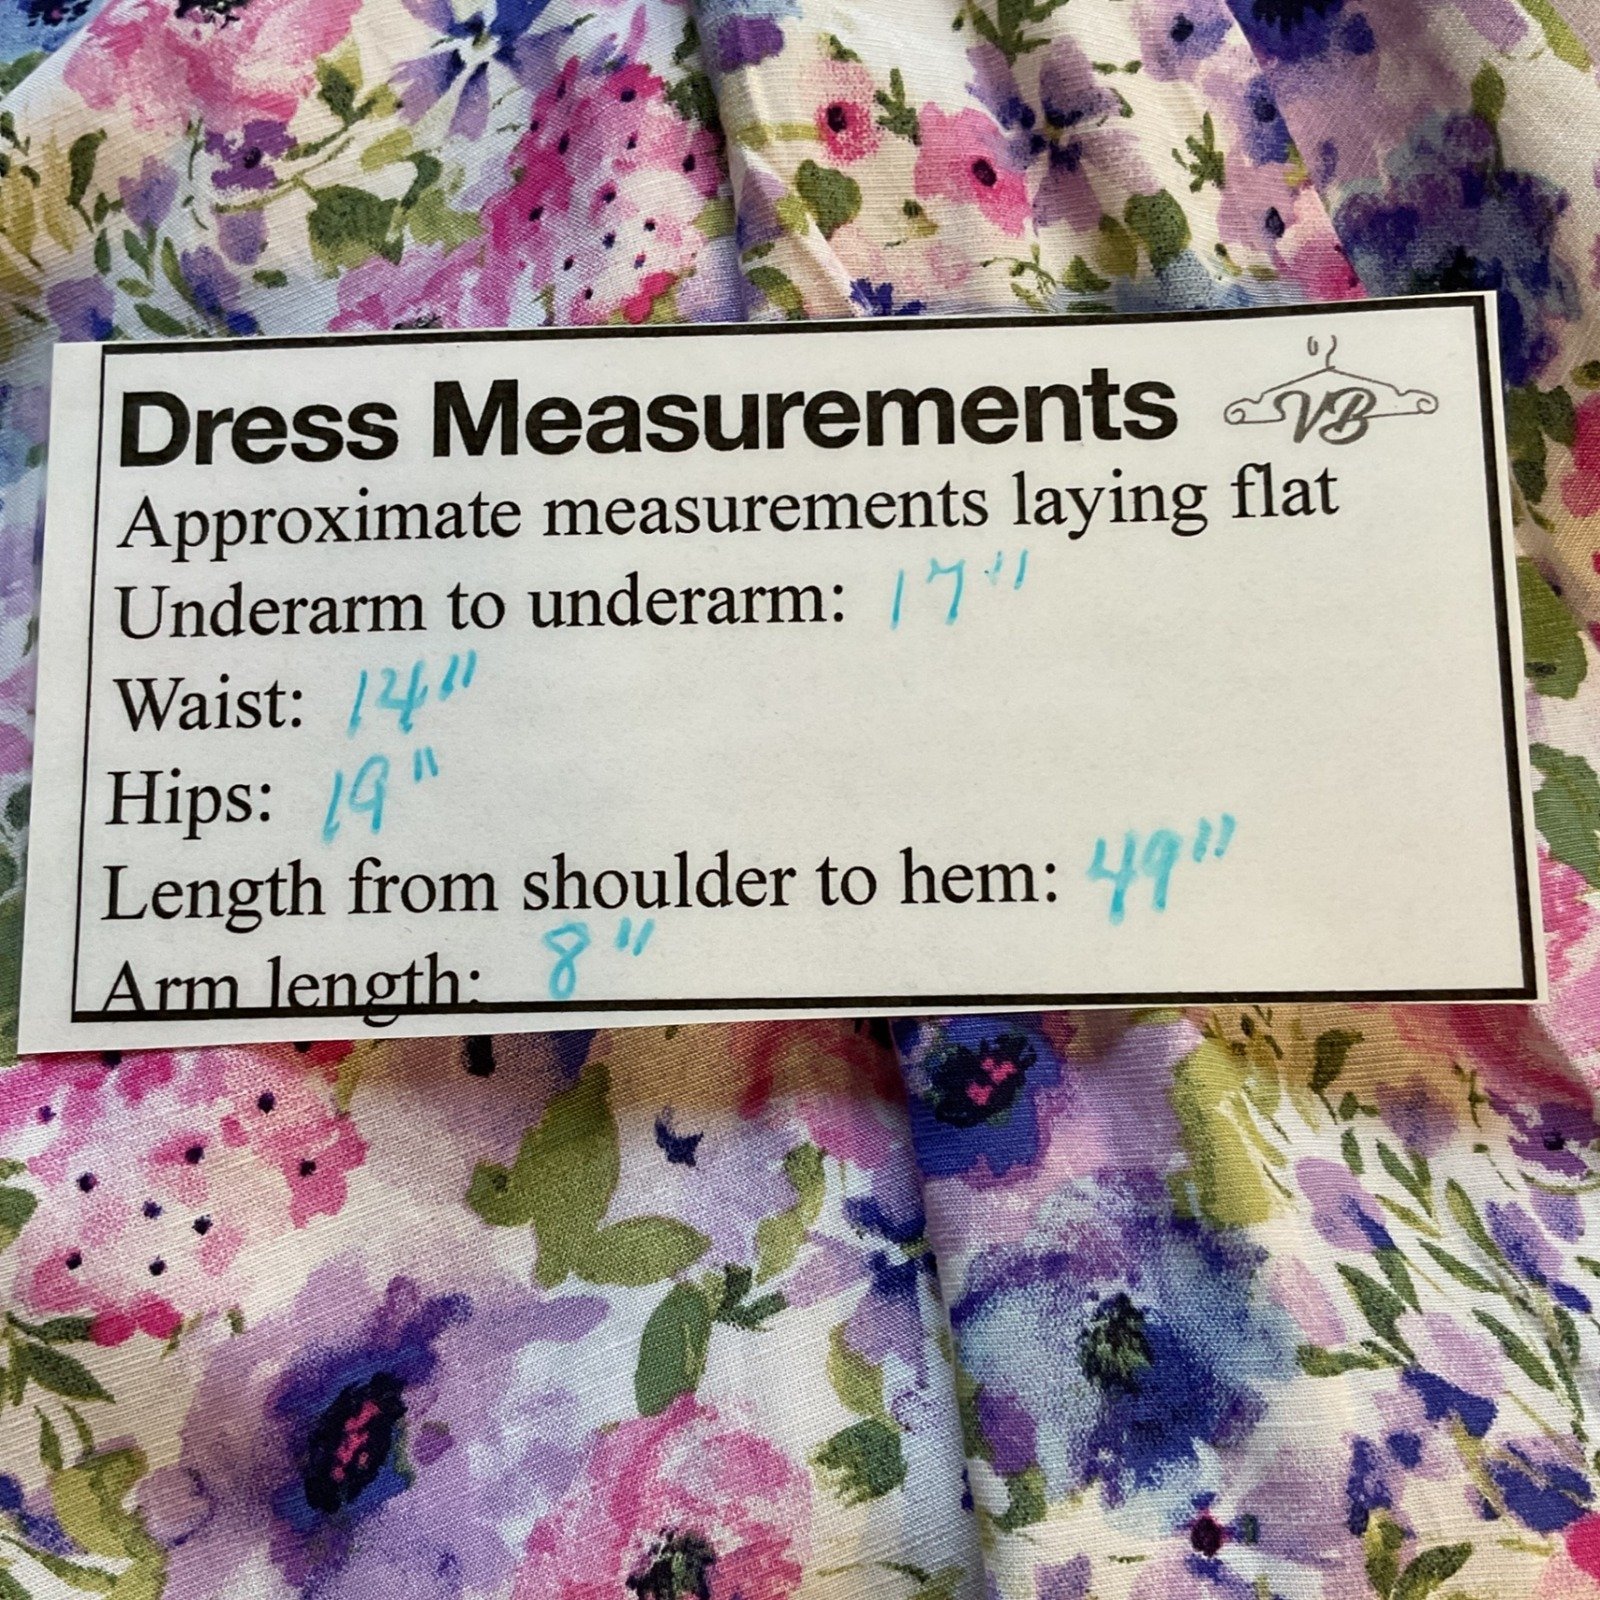 Dress Measurements VB
Approximate measurements laying flat
Underarm to underarm: 17"
Waist: 14"
Hips: 19"
Length from shoulder to hem: 49"
Arm length: 8"